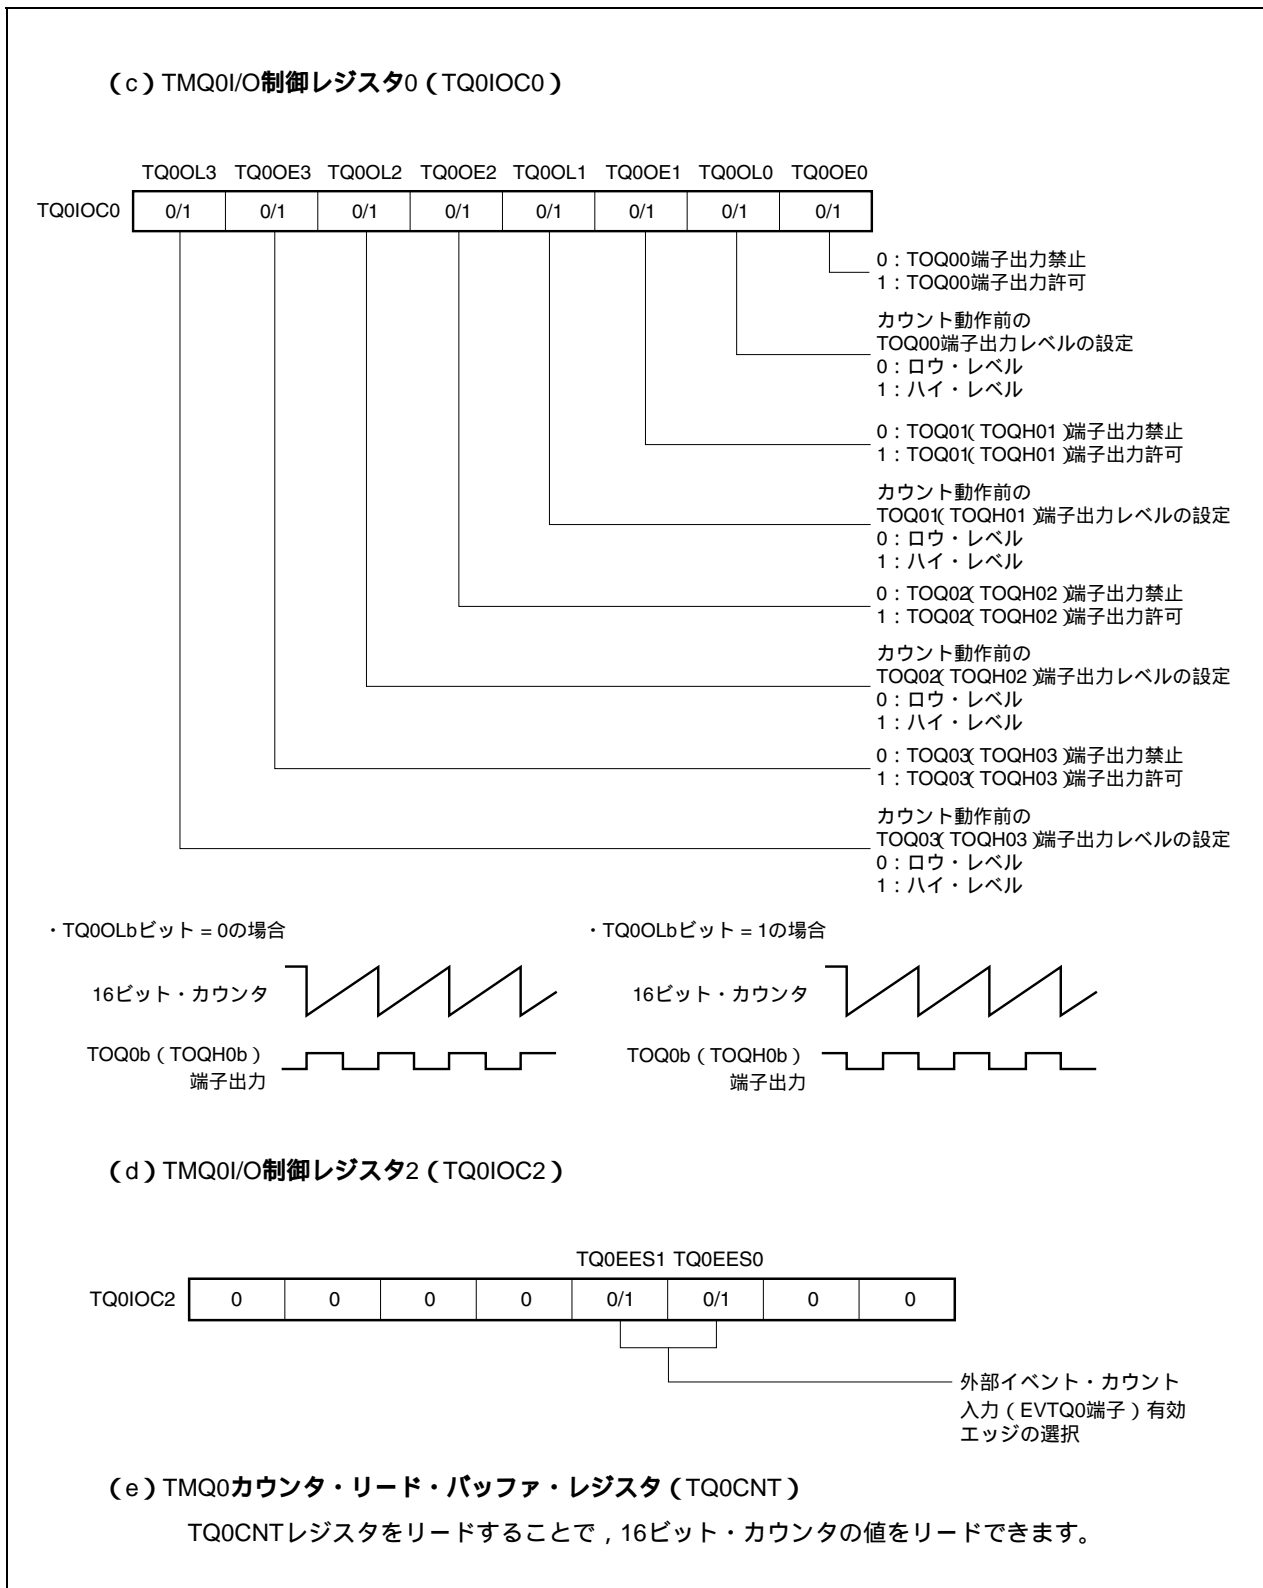 (c)TMQ0I/O制御レジスタ0(TQ0IOC0)
TQ0OL3 TQ0OE3 TQ0OL2 TQ0OE2 TQ0OL1 TQ0OE1 TQ0OL0 TQ0OE0
TQ0IOC0 0/1 0/1 0/1 0/1 0/1 0/1 0/1 0/1
0:TOQ00端子出力禁止
1:TOQ00端子出力許可
カウント動作前の
TOQ00端子出力レベルの設定
0:ロウ・レベル
1:ハイ・レベル
0:TOQ01(TOQH01)端子出力禁止
1:TOQ01(TOQH01)端子出力許可
カウント動作前の
TOQ01(TOQH01)端子出力レベルの設定
0:ロウ・レベル
1:ハイ・レベル
0:TOQ02(TOQH02)端子出力禁止
1:TOQ02(TOQH02)端子出力許可
カウント動作前の
TOQ02(TOQH02)端子出力レベルの設定
0:ロウ・レベル
1:ハイ・レベル
0:TOQ03(TOQH03)端子出力禁止
1:TOQ03(TOQH03)端子出力許可
カウント動作前の
TOQ03(TOQH03)端子出力レベルの設定
0:ロウ・レベル
1:ハイ・レベル
・TQ0OLbビット = 0の場合
16ビット・カウンタ
TOQ0b(TOQH0b)
端子出力
・TQ0OLbビット = 1の場合
16ビット・カウンタ
TOQ0b(TOQH0b)
端子出力
(d)TMQ0I/O制御レジスタ2(TQ0IOC2)
TQ0EES1 TQ0EES0
TQ0IOC2 0 0 0 0 0/1 0/1 0 0
外部イベント・カウント
入力(EVTQ0端子)有効
エッジの選択
(e)TMQ0カウンタ・リード・バッファ・レジスタ(TQ0CNT)
TQ0CNTレジスタをリードすることで,16ビット・カウンタの値をリードできます。